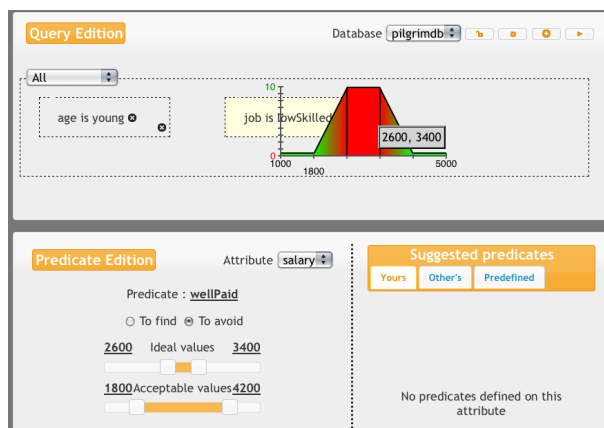 Query Edition
Database pilgrimdb
All
age is young
job is lowSkilled
10
0
1000
1800
5000
2600, 3400
Predicate Edition
Attribute salary
Predicate : wellPaid
To find To avoid
2600 Ideal values 3400
1800 Acceptable values 4200
Suggested predicates
Yours Other's Predefined
No predicates defined on this
attribute